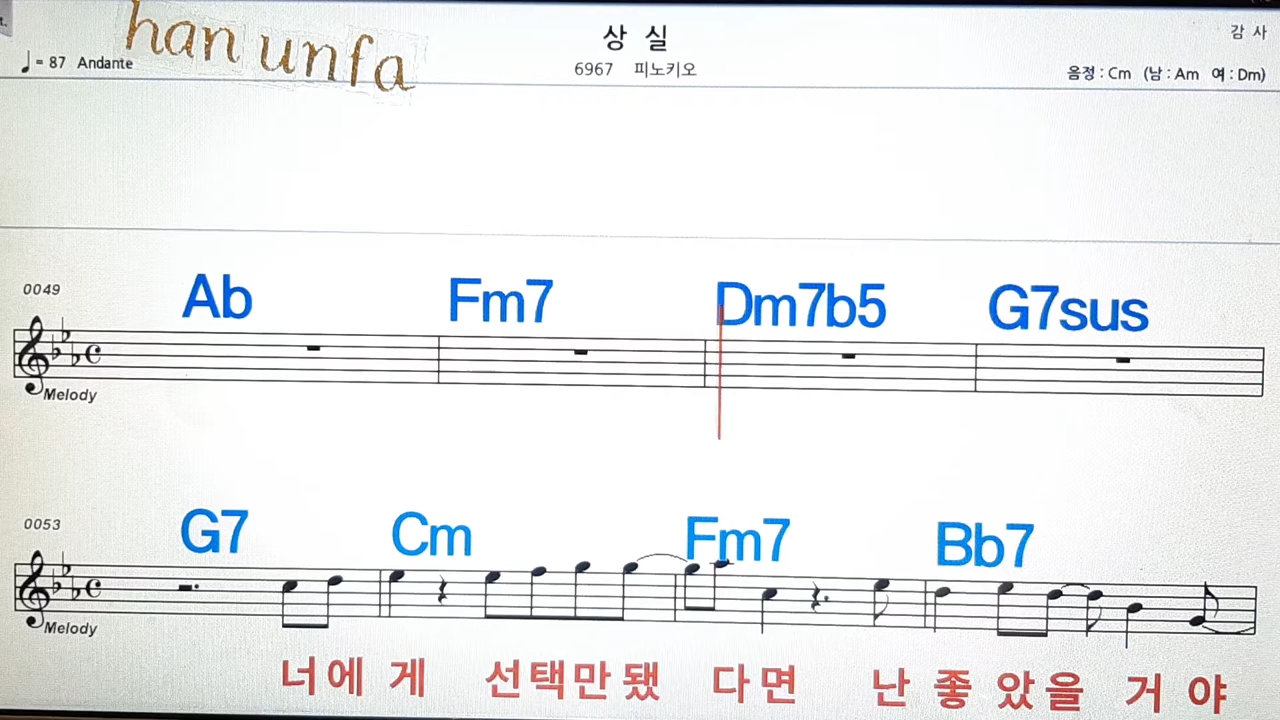 han unfa
상 실
감 사
♩= 87 Andante
6967 피노키오
음정 : Cm (남 : Am 여 : Dm)
0049
Ab Fm7 Dm7b5 G7sus
Melody
0053
G7 Cm Fm7 Bb7
Melody
너에 게 선택만됐 다면 난 좋 았을 거 야